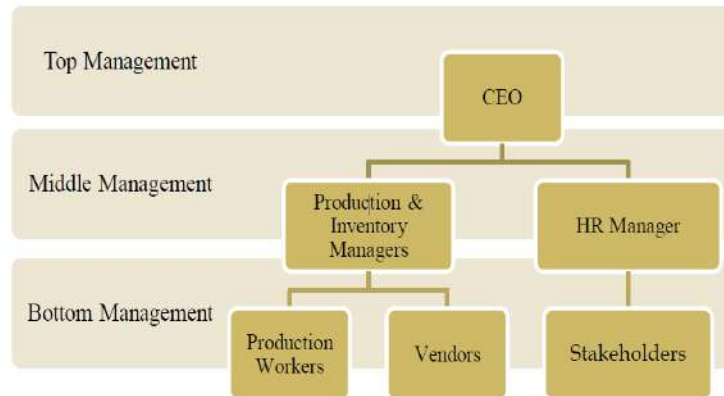 Top Management
CEO
Middle Management
Production &
Inventory
Managers
HR Manager
Bottom Management
Production
Workers
Vendors
Stakeholders